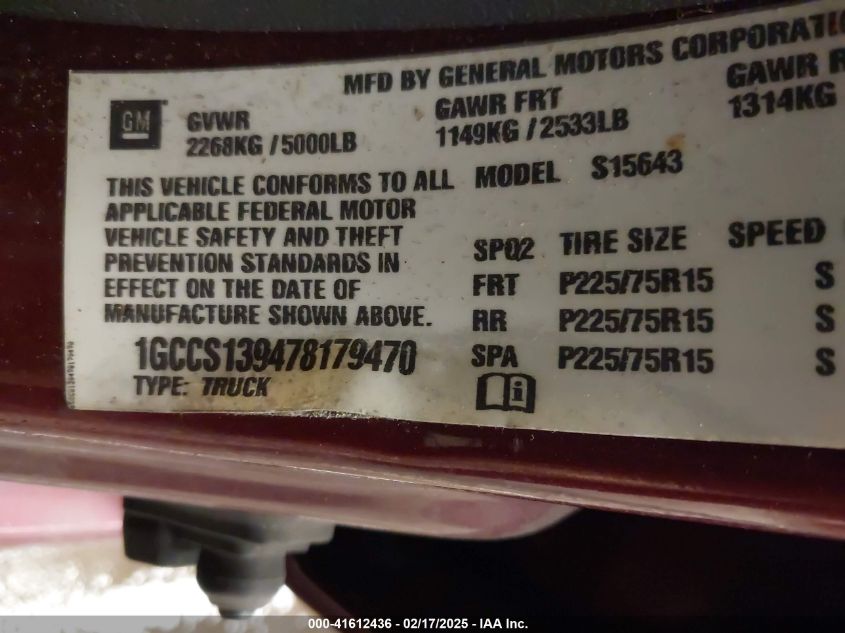 MFD BY GENERAL MOTORS CORPORATI
GM
GVWR
2268KG / 5000LB
GAWR FRT
1149KG / 2533LB
GAWR R
1314KG
THIS VEHICLE CONFORMS TO ALL
APPLICABLE FEDERAL MOTOR
VEHICLE SAFETY AND THEFT
PREVENTION STANDARDS IN
EFFECT ON THE DATE OF
MANUFACTURE SHOWN ABOVE.
1GCCS139478179470
TYPE: TRUCK
MODEL S15643
SPO2 TIRE SIZE SPEED
FRT P225/75R15 S
RR P225/75R15 S
SPA P225/75R15 S
i
000-41612436 - 02/17/2025 - IAA Inc.